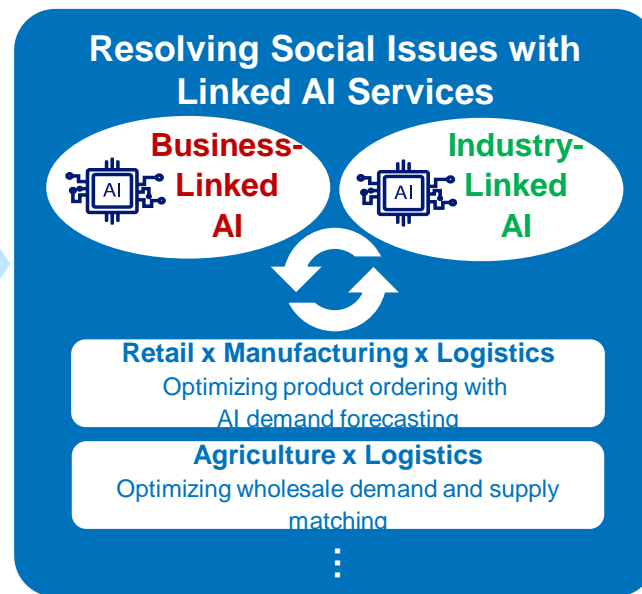 Resolving Social Issues with
Linked AI Services
AI
Business-
Linked
AI
AI
Industry-
Linked
AI
Retail x Manufacturing x Logistics
Optimizing product ordering with
AI demand forecasting
Agriculture x Logistics
Optimizing wholesale demand and supply
matching
⋮